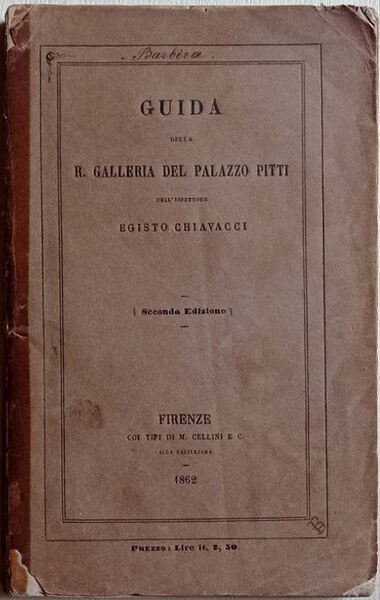 Barbèra.
GUIDA
DELLA
R. GALLERIA DEL PALAZZO PITTI
DELL'ISPETTORE
EGISTO CHIAVACCI
Seconda Edizione
FIRENZE
COI TIPI DI M. CELLINI E C.
ALLA GALILEIANA
1862
PREZZO: Lire it. 2, 50